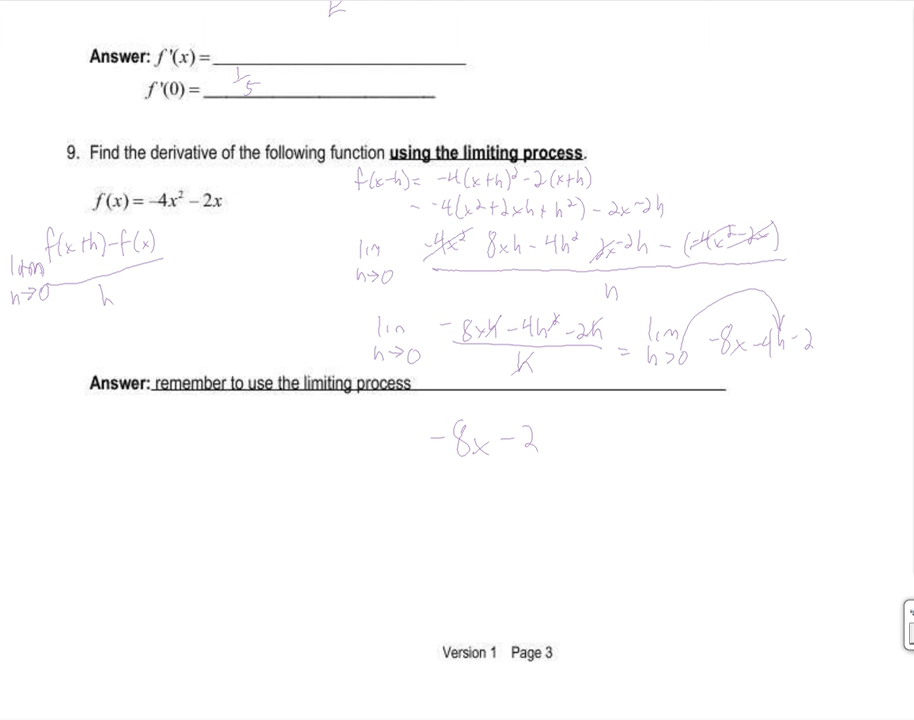 Answer: f'(x) =
f'(0) = 1/5
9. Find the derivative of the following function using the limiting process.
f(x-h) = -4(x+h)² - 2(x+h)
f(x) = -4x² - 2x
- -4(x²+2xh+h²) - 2x-2h
lim h→0 f(x+h)-f(x) / h
lim h→0 -4x² 8xh - 4h² 2x-2h - (-4x²-2x) / h
lim h→0 -8xh-4h²-2h / h = lim h→0 -8x-4h-2
Answer: remember to use the limiting process
-8x-2
Version 1 Page 3